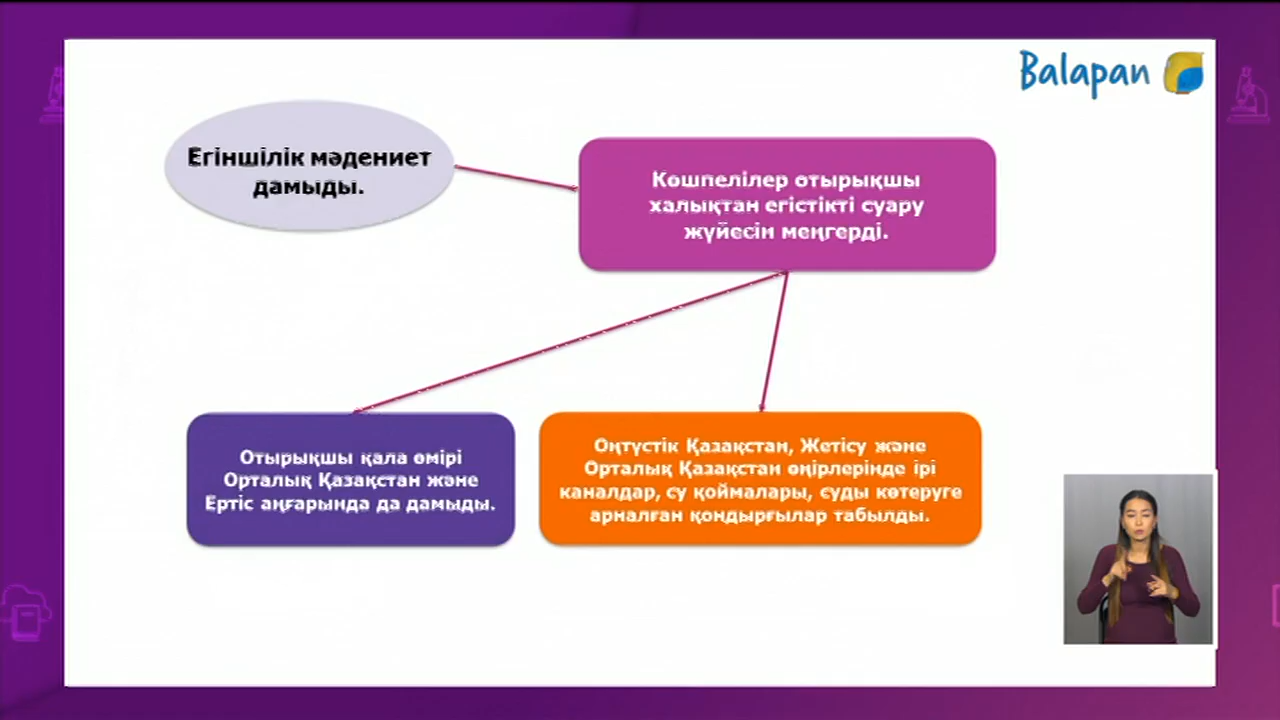 Balapan
Егіншілік мәдениет
дамыды.
Көшпелілер отырықшы
халықтан егістікті суару
жүйесін меңгерді.
Отырықшы қала өмірі
Орталық Қазақстан және
Ертіс аңғарында да дамыды.
Оңтүстік Қазақстан, Жетісу және
Орталық Қазақстан өңірлерінде ірі
каналдар, су қоймалары, суды көтеруге
арналған қондырғылар табылды.